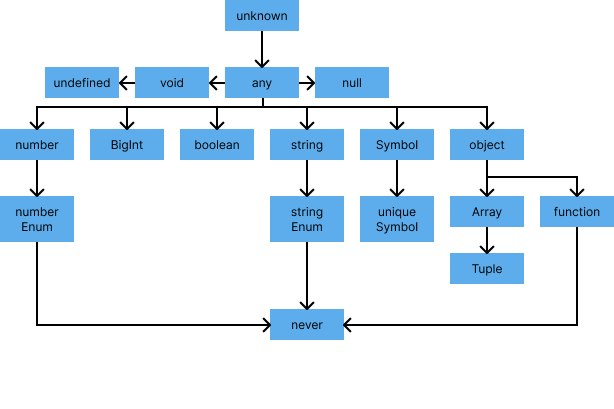 unknown
undefined
void
any
null
number
BigInt
boolean
string
Symbol
object
number
Enum
string
Enum
unique
Symbol
Array
function
Tuple
never